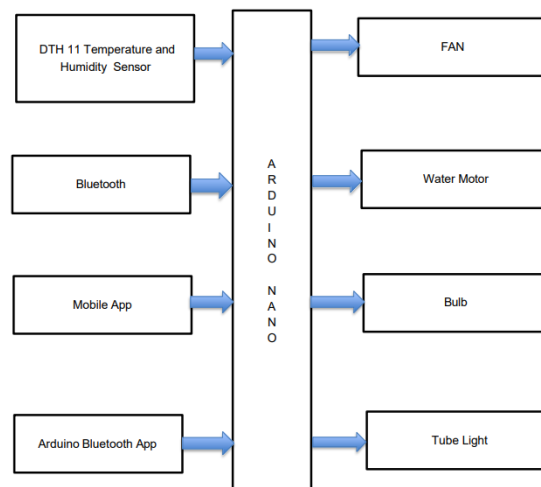 DTH 11 Temperature and
Humidity Sensor
FAN
Bluetooth
Water Motor
Mobile App
Bulb
Arduino Bluetooth App
Tube Light
A
R
D
U
I
N
O
N
A
N
O